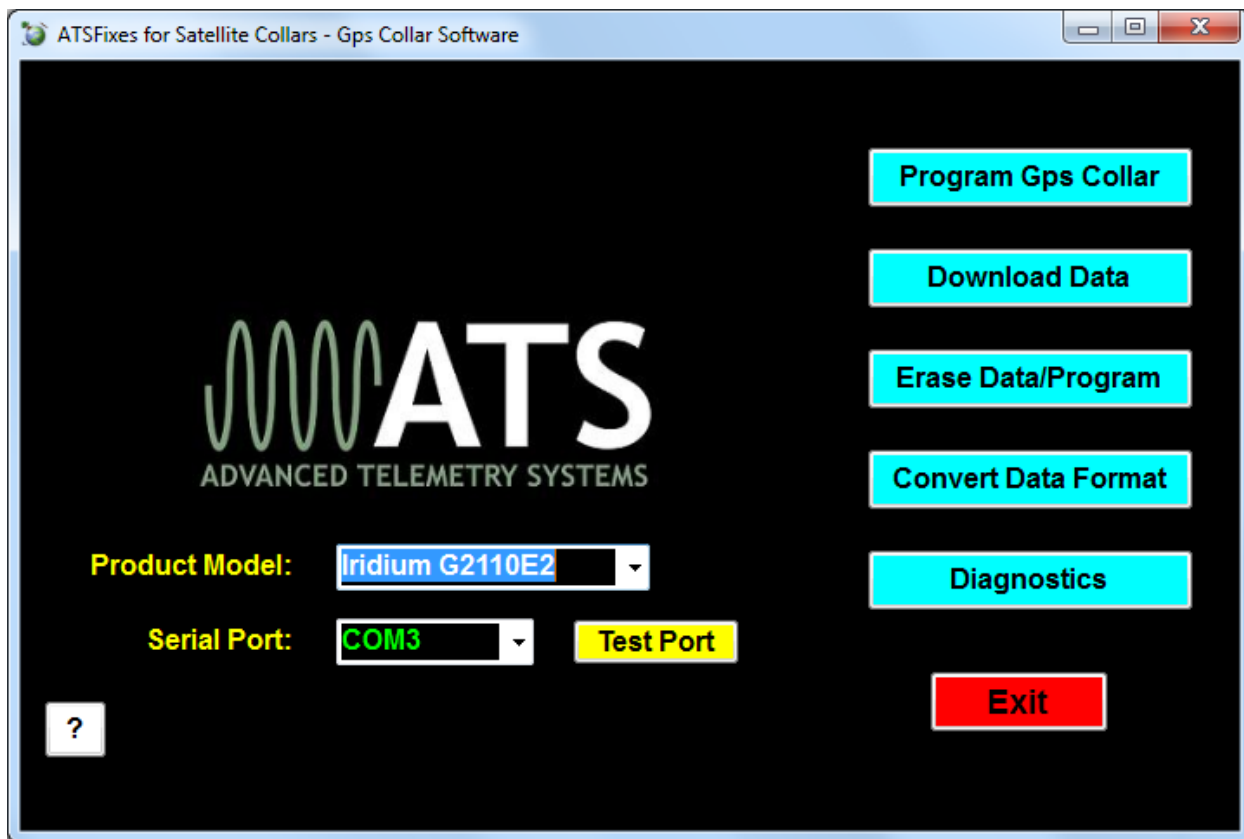 ATSFixes for Satellite Collars - Gps Collar Software
Program Gps Collar
Download Data
Erase Data/Program
Convert Data Format
Diagnostics
Exit
ATS
ADVANCED TELEMETRY SYSTEMS
Product Model: Iridium G2110E2
Serial Port: COM3 Test Port
?